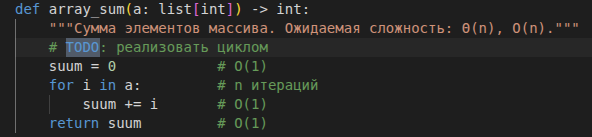 def array_sum(a: list[int]) -> int:
    """Сумма элементов массива. Ожидаемая сложность: Θ(n), O(n)."""
    # TODO: реализовать циклом
    suum = 0            # O(1)
    for i in a:         # n итераций
        suum += i       # O(1)
    return suum         # O(1)